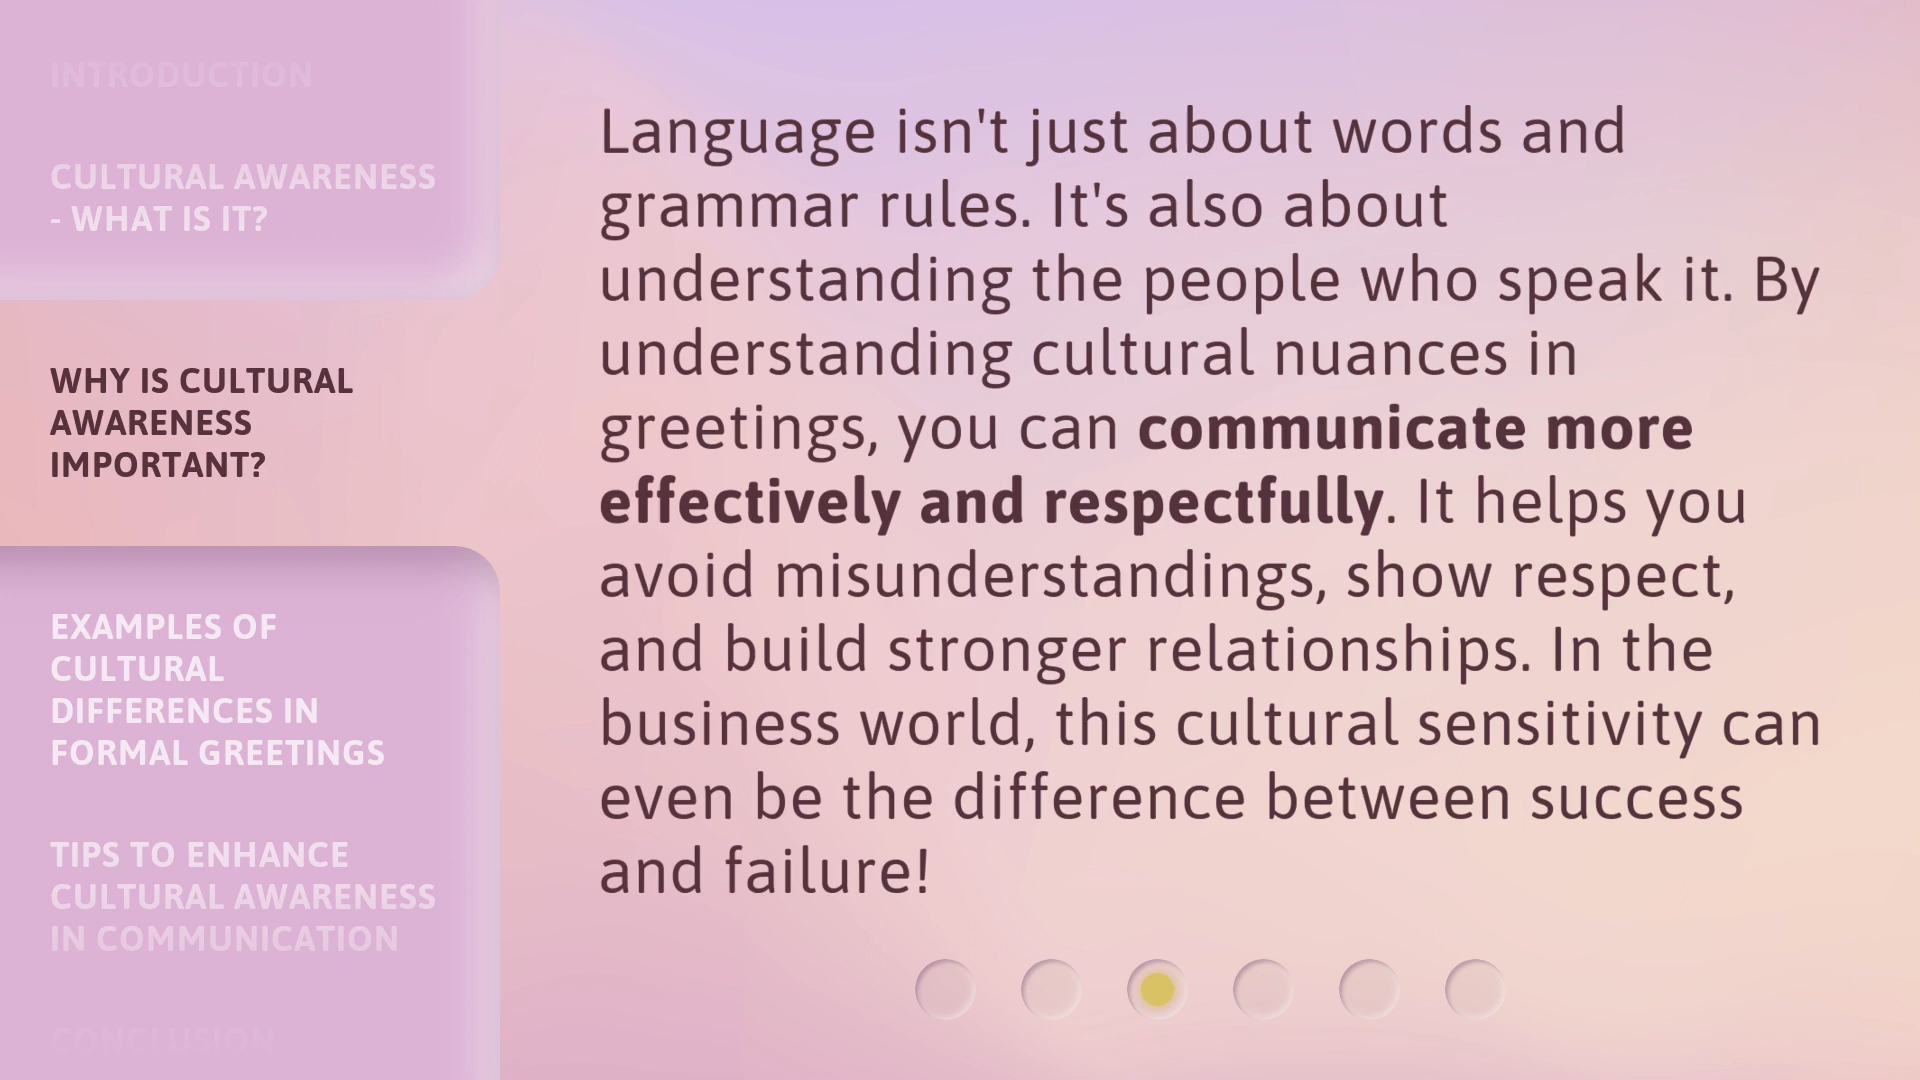 INTRODUCTION
CULTURAL AWARENESS
- WHAT IS IT?
WHY IS CULTURAL
AWARENESS
IMPORTANT?
EXAMPLES OF
CULTURAL
DIFFERENCES IN
FORMAL GREETINGS
TIPS TO ENHANCE
CULTURAL AWARENESS
IN COMMUNICATION
CONCLUSION
Language isn't just about words and
grammar rules. It's also about
understanding the people who speak it. By
understanding cultural nuances in
greetings, you can communicate more
effectively and respectfully. It helps you
avoid misunderstandings, show respect,
and build stronger relationships. In the
business world, this cultural sensitivity can
even be the difference between success
and failure!